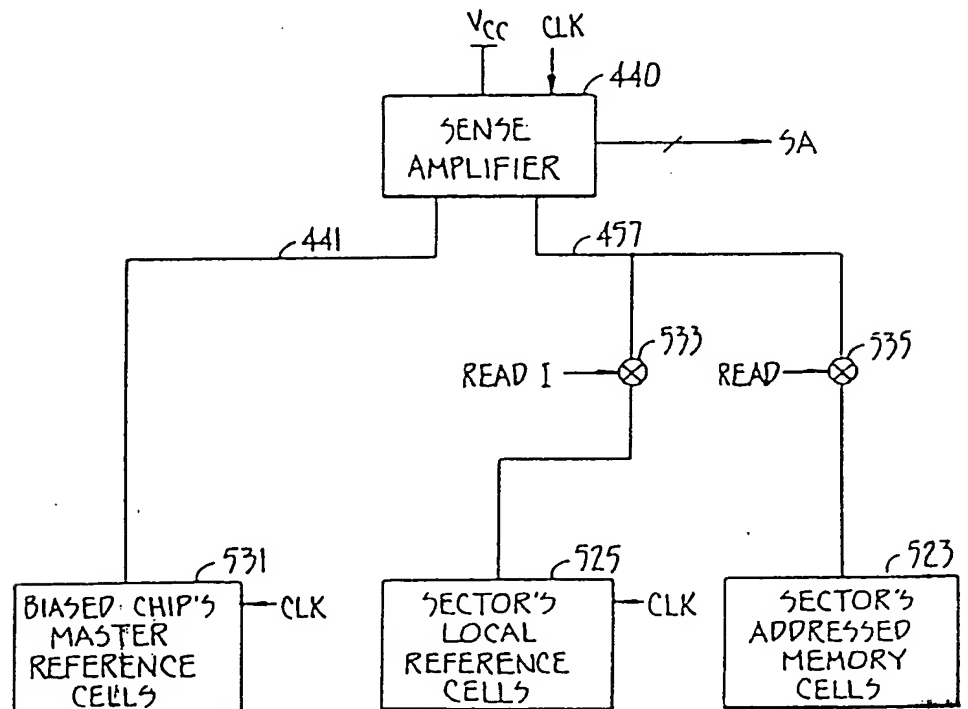 VCC CLK
440
SENSE
AMPLIFIER
SA
441
457
533
535
READ I
READ
531
525
523
BIASED CHIP'S
MASTER
REFERENCE
CELLS
CLK
SECTOR'S
LOCAL
REFERENCE
CELLS
CLK
SECTOR'S
ADDRESSED
MEMORY
CELLS